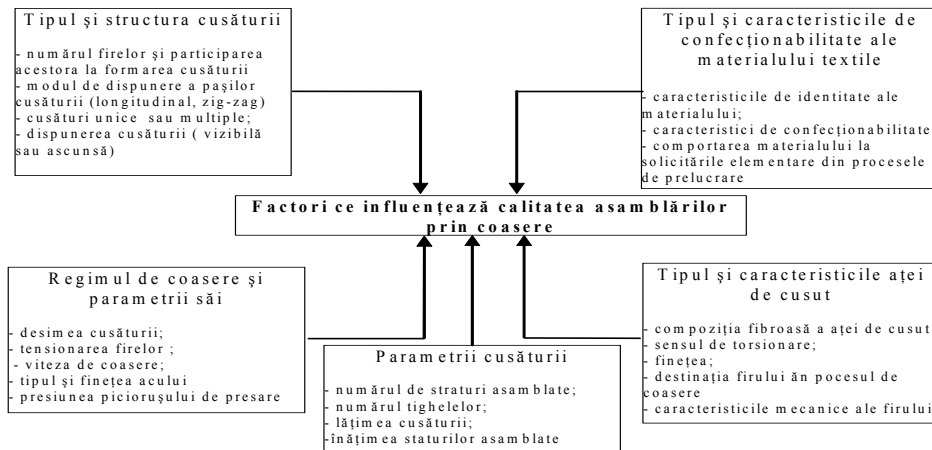 Tipul şi structura cusăturii
- numărul firelor şi participarea
acestora la formarea cusăturii
- modul de dispunere a paşilor
cusăturii (longitudinal, zig-zag)
- cusături unice sau multiple;
- dispunerea cusăturii ( vizibilă
sau ascunsă)
Tipul şi caracteristicile de
confecţionabilitate ale
materialului textile
- caracteristicile de identitate ale
materialului;
- caracteristici de confecţionabilitate
- comportarea materialului la
solicitările elementare din procesele
de prelucrare
Factori ce influenţează calitatea asamblărilor
prin coasere
Regimul de coasere şi
parametrii săi
- desimea cusăturii;
- tensionarea firelor ;
- viteza de coasere;
- tipul şi fineţea acului
- presiunea picioruşului de presare
Parametrii cusăturii
- numărul de straturi asamblate;
- numărul tighelelor;
- lăţimea cusăturii;
-înăţimea staturilor asamblate
Tipul şi caracteristicile aţei
de cusut
- compoziţia fibroasă a aţei de cusut
- sensul de torsionare;
- fineţea;
- destinaţia firului ăn pocesul de
coasere
- caracteristicile mecanice ale firului